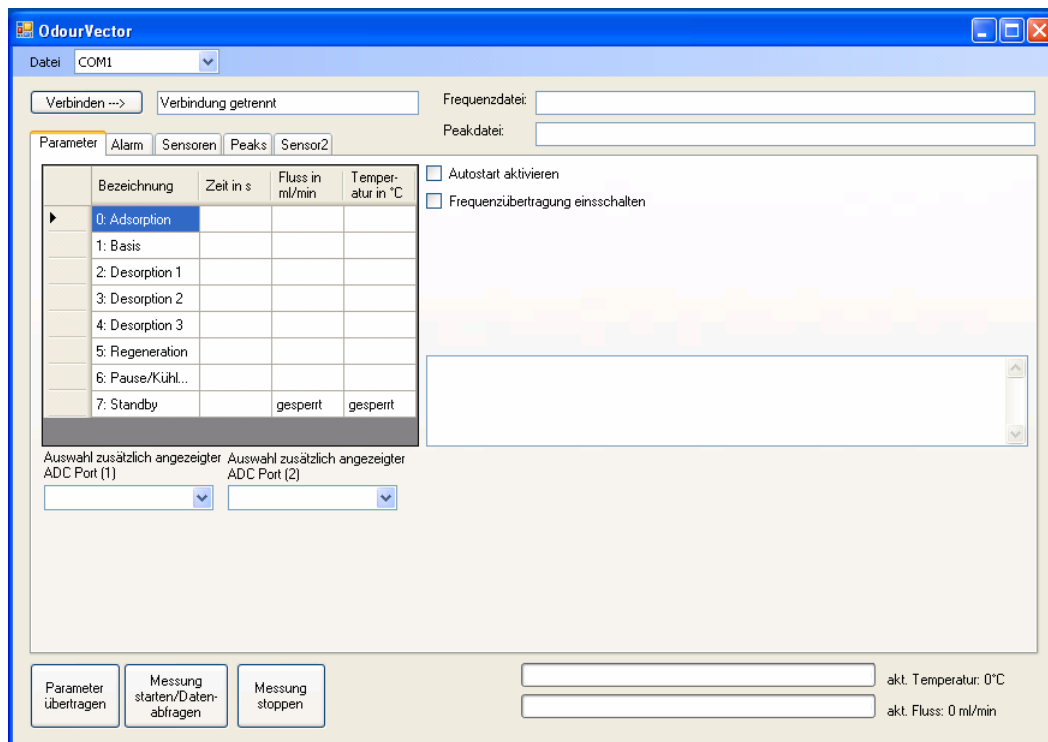 OdourVector
Datei COM1
Verbinden ---> Verbindung getrennt
Frequenzdatei:
Peakdatei:
Parameter Alarm Sensoren Peaks Sensor2
Bezeichnung Zeit in s Fluss in ml/min Temper-atur in °C
0: Adsorption
1: Basis
2: Desorption 1
3: Desorption 2
4: Desorption 3
5: Regeneration
6: Pause/Kühl...
7: Standby gesperrt gesperrt
Autostart aktivieren
Frequenzübertragung einsschalten
Auswahl zusätzlich angezeigter
ADC Port (1)
Auswahl zusätzlich angezeigter
ADC Port (2)
Parameter
übertragen
Messung
starten/Daten-
abfragen
Messung
stoppen
akt. Temperatur: 0°C
akt. Fluss: 0 ml/min